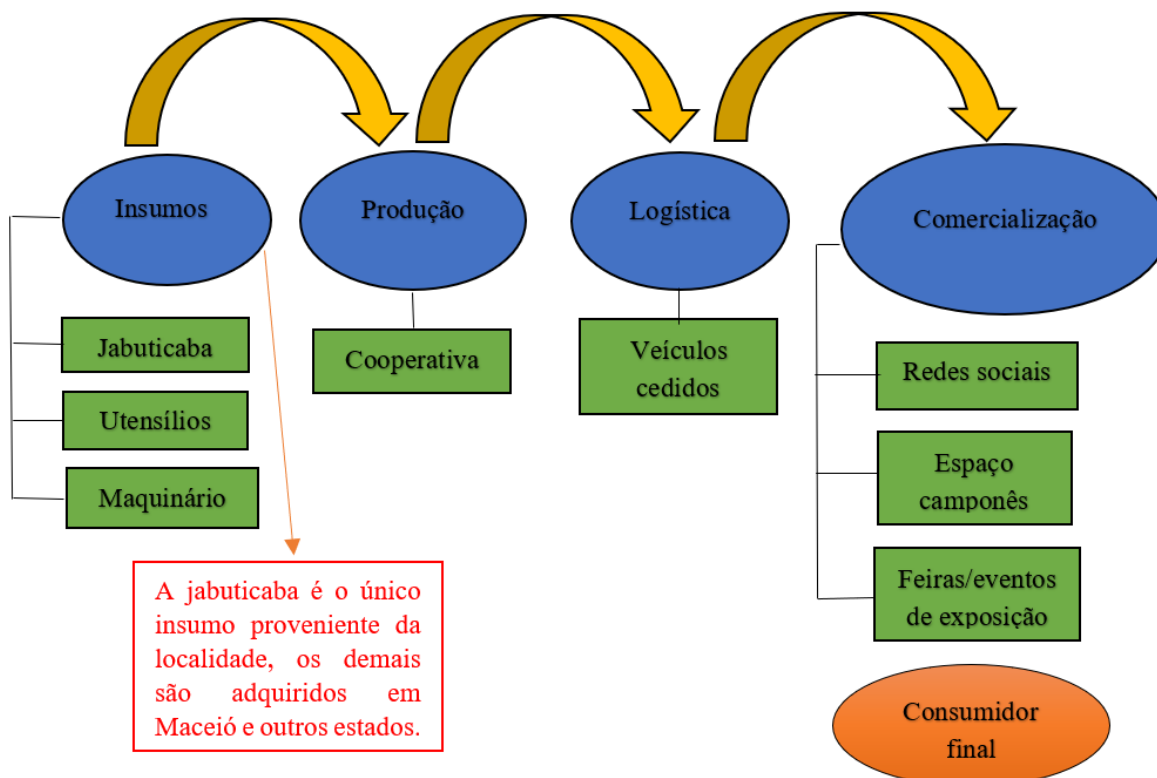 Insumos
Produção
Logística
Comercialização
Jabuticaba
Utensílios
Maquinário
Cooperativa
Veículos
cedidos
Redes sociais
Espaço
camponês
Feiras/eventos
de exposição
A jabuticaba é o único
insumo proveniente da
localidade, os demais
são adquiridos em
Maceió e outros estados.
Consumidor
final